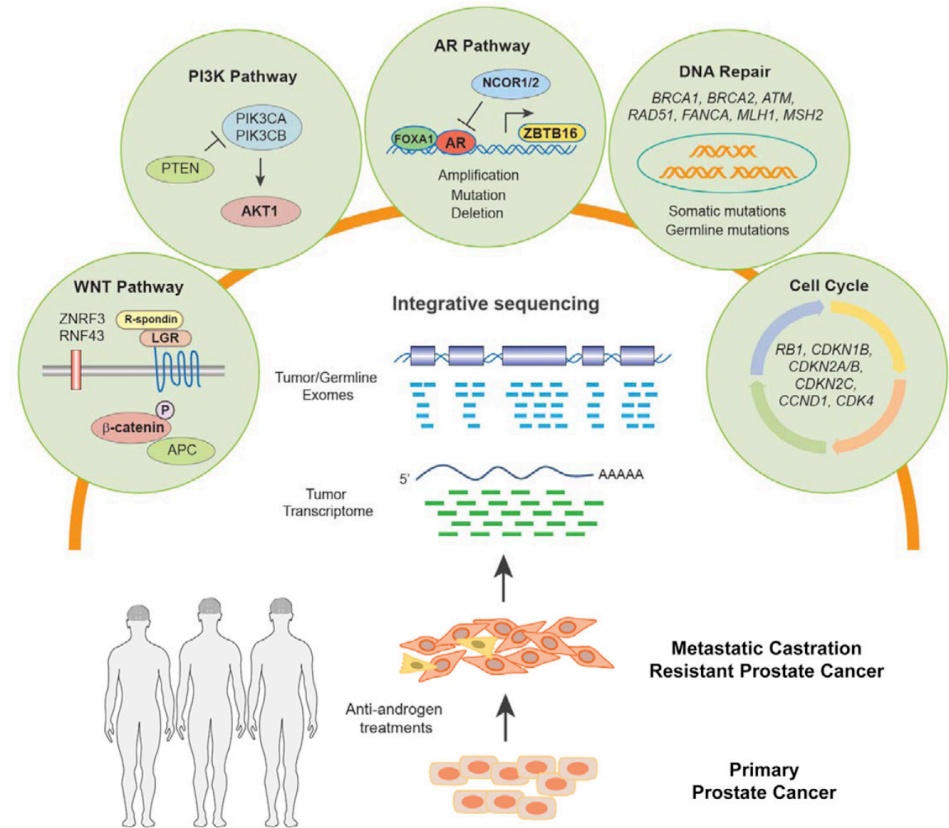 AR Pathway
NCOR1/2
FOXA1
AR
ZBTB16
Amplification
Mutation
Deletion
PI3K Pathway
PIK3CA
PIK3CB
PTEN
AKT1
DNA Repair
BRCA1, BRCA2, ATM,
RAD51, FANCA, MLH1, MSH2
Somatic mutations
Germline mutations
WNT Pathway
ZNRF3
RNF43
R-spondin
LGR
P
β-catenin
APC
Cell Cycle
RB1, CDKN1B,
CDKN2A/B,
CDKN2C,
CCND1, CDK4
Integrative sequencing
Tumor/Germline
Exomes
5'
AAAAA
Tumor
Transcriptome
Metastatic Castration
Resistant Prostate Cancer
Anti-androgen
treatments
Primary
Prostate Cancer